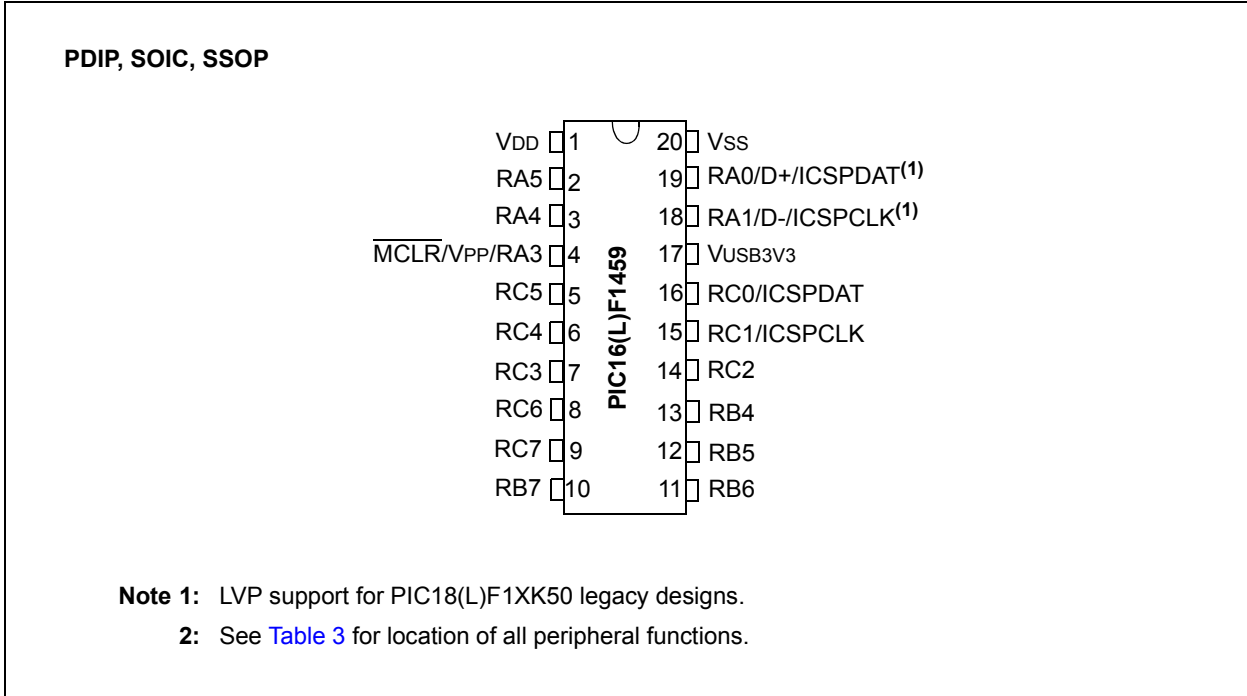 PDIP, SOIC, SSOP
VDD 1 20 VSS
RA5 2 19 RA0/D+/ICSPDAT(1)
RA4 3 18 RA1/D-/ICSPCLK(1)
MCLR/VPP/RA3 4 17 VUSB3V3
RC5 5 16 RC0/ICSPDAT
RC4 6 15 RC1/ICSPCLK
RC3 7 14 RC2
RC6 8 13 RB4
RC7 9 12 RB5
RB7 10 11 RB6
PIC16(L)F1459
Note 1: LVP support for PIC18(L)F1XK50 legacy designs.
2: See Table 3 for location of all peripheral functions.